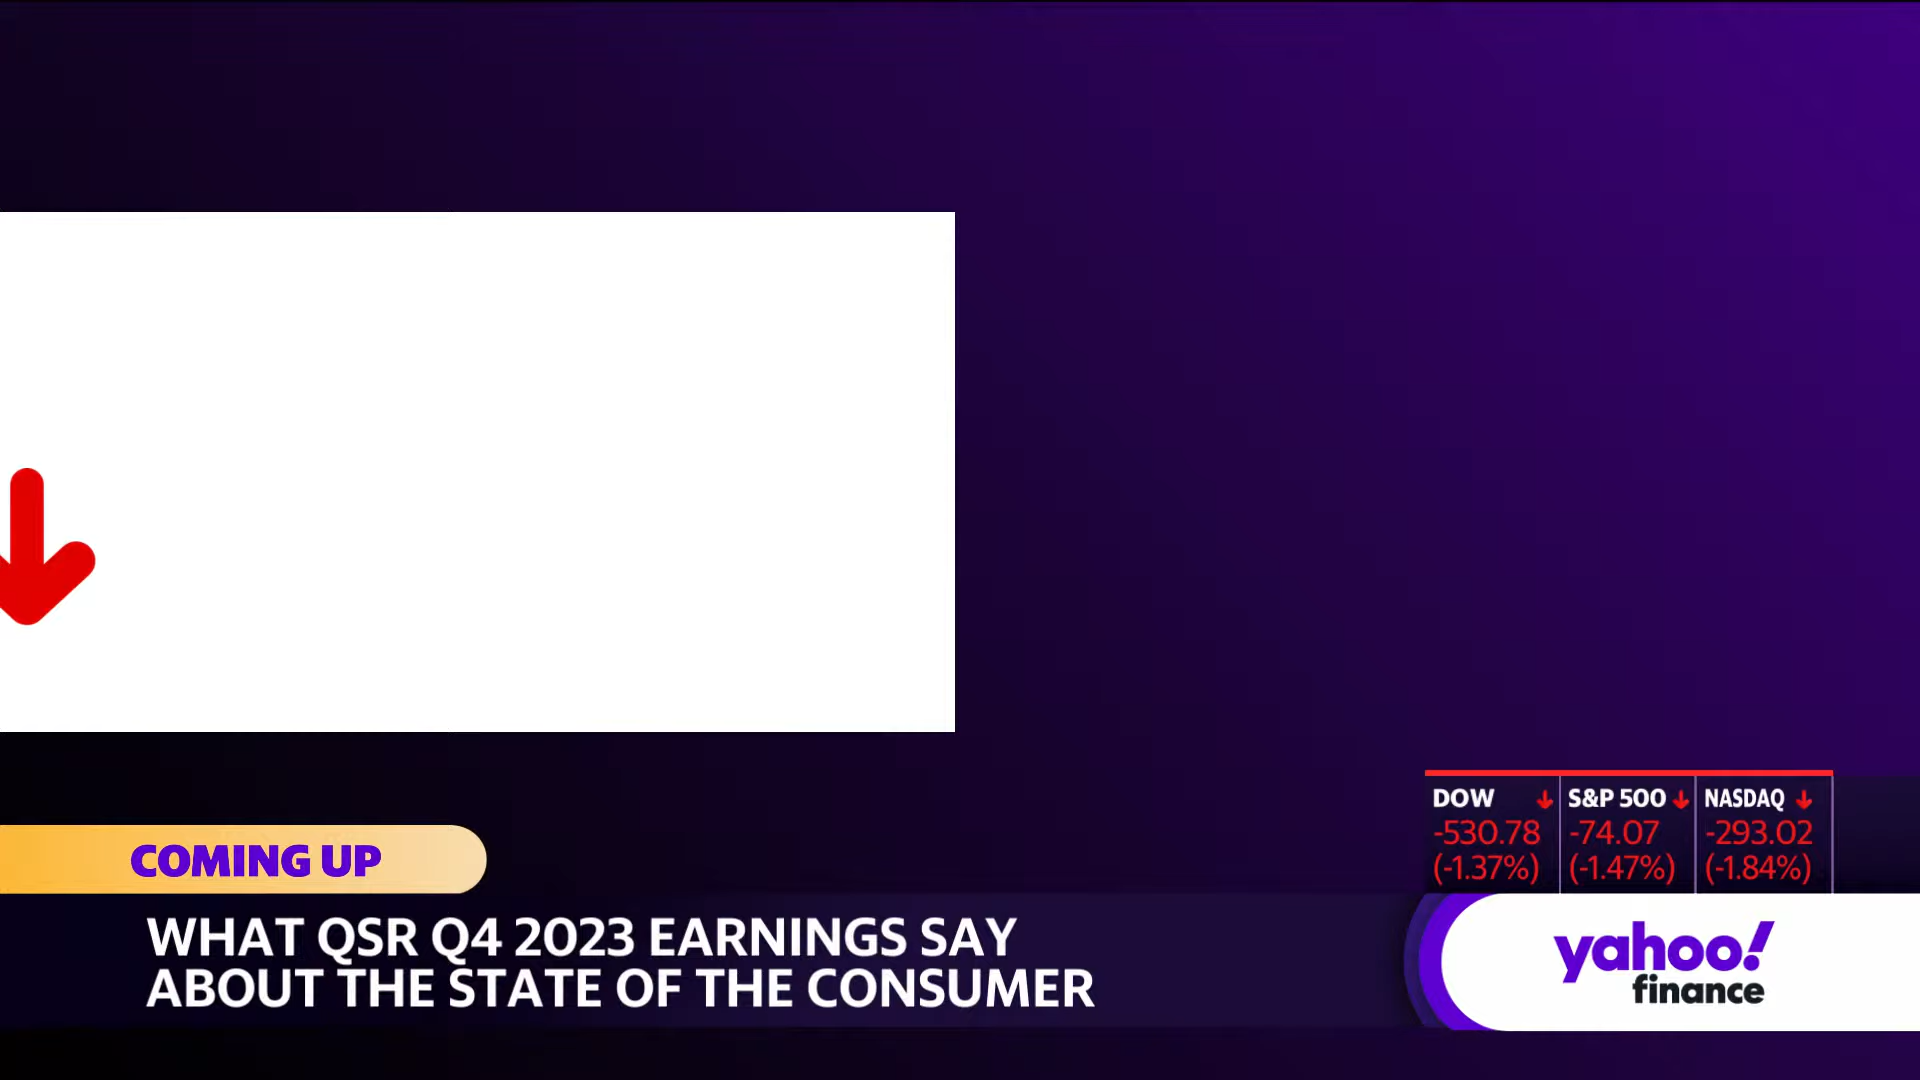 DOW
-530.78
(-1.37%)
S&P 500
-74.07
(-1.47%)
NASDAQ
-293.02
(-1.84%)
COMING UP
WHAT QSR Q4 2023 EARNINGS SAY
ABOUT THE STATE OF THE CONSUMER
yahoo!
finance